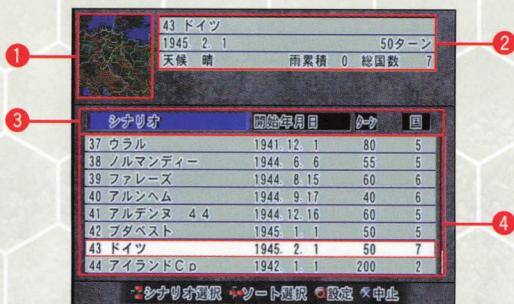 43 ドイツ
1945. 2. 1 50ターン
天候 晴 雨累積 0 総国数 7
1
2
3
シナリオ 開始年月日 ターン 国
37 ウラル 1941.12. 1 80 5
38 ノルマンディー 1944. 6. 6 55 5
39 ファレーズ 1944. 8.15 60 6
40 アルンヘム 1944. 9.17 40 6
41 アルデンヌ 44 1944.12.16 60 5
42 ブダペスト 1945. 1. 1 50 5
43 ドイツ 1945. 2. 1 50 7
44 アイランドCp 1942. 1. 1 200 2
4
シナリオ選択 ソート選択 設定 中止